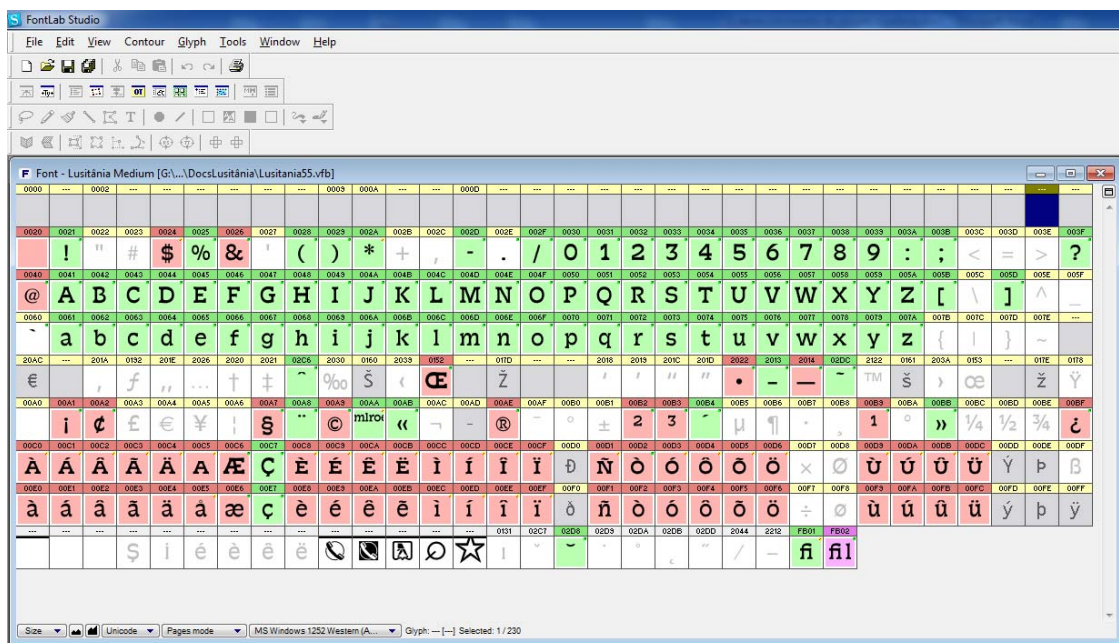 FontLab Studio
File Edit View Contour Glyph Tools Window Help
F Font - Lusitânia Medium [G:\...\DocsLusitânia\Lusitania55.vfb]
0000 --- 0002 --- --- --- --- --- --- 0009 000A --- --- 000D --- --- --- --- --- --- --- --- --- --- --- --- --- --- --- --- --- ---
0020 0021 0022 0023 0024 0025 0026 0027 0028 0029 002A 002B 002C 002D 002E 002F 0030 0031 0032 0033 0034 0035 0036 0037 0038 0039 003A 003B 003C 003D 003E 003F
! " # $ % & ' ( ) * + , - . / 0 1 2 3 4 5 6 7 8 9 : ; < = > ?
0040 0041 0042 0043 0044 0045 0046 0047 0048 0049 004A 004B 004C 004D 004E 004F 0050 0051 0052 0053 0054 0055 0056 0057 0058 0059 005A 005B 005C 005D 005E 005F
@ A B C D E F G H I J K L M N O P Q R S T U V W X Y Z [ \ ] ^ _
0060 0061 0062 0063 0064 0065 0066 0067 0068 0069 006A 006B 006C 006D 006E 006F 0070 0071 0072 0073 0074 0075 0076 0077 0078 0079 007A 007B 007C 007D 007E ---
` a b c d e f g h i j k l m n o p q r s t u v w x y z { | } ~
20AC --- 201A 0192 201E 2026 2020 2021 02C6 2030 0160 2039 0152 --- 017D --- --- 2018 2019 201C 201D 2022 2013 2014 02DC 2122 0161 203A 0153 --- 017E 0178
€ ‚ ƒ „ … † ‡ ˆ ‰ Š ‹ Œ Ž ‘ ’ “ ” • – — ˜ ™ š › œ ž Ÿ
00A0 00A1 00A2 00A3 00A4 00A5 00A6 00A7 00A8 00A9 00AA 00AB 00AC 00AD 00AE 00AF 00B0 00B1 00B2 00B3 00B4 00B5 00B6 00B7 00B8 00B9 00BA 00BB 00BC 00BD 00BE 00BF
¡ ¢ £ € ¥ ¦ § ¨ © « ¬ - ® ¯ ° ± 2 3 ´ µ ¶ · ¸ 1 º » ¼ ½ ¾ ¿
00C0 00C1 00C2 00C3 00C4 00C5 00C6 00C7 00C8 00C9 00CA 00CB 00CC 00CD 00CE 00CF 00D0 00D1 00D2 00D3 00D4 00D5 00D6 00D7 00D8 00D9 00DA 00DB 00DC 00DD 00DE 00DF
À Á Â Ã Ä Å Æ Ç È É Ê Ë Ì Í Î Ï Đ Ñ Ò Ó Ô Õ Ö × Ø Ù Ú Û Ü Ý Þ ß
00E0 00E1 00E2 00E3 00E4 00E5 00E6 00E7 00E8 00E9 00EA 00EB 00EC 00ED 00EE 00EF 00F0 00F1 00F2 00F3 00F4 00F5 00F6 00F7 00F8 00F9 00FA 00FB 00FC 00FD 00FE 00FF
à á â ã ä å æ ç è é ê ë ì í î ï ð ñ ò ó ô õ ö ÷ ø ù ú û ü ý þ ÿ
--- --- --- --- --- --- --- --- --- --- --- --- --- --- 0131 02C7 02D8 02D9 02DA 02DB 02DD 2044 2212 FB01 FB02
Ş í é è ê ë ı ˇ ˘ ˙ ˚ ˛ ˝ ⁄ − fi fil
Size Unicode Pages mode MS Windows 1252 Western (A... Glyph: --- [---] Selected: 1 / 230